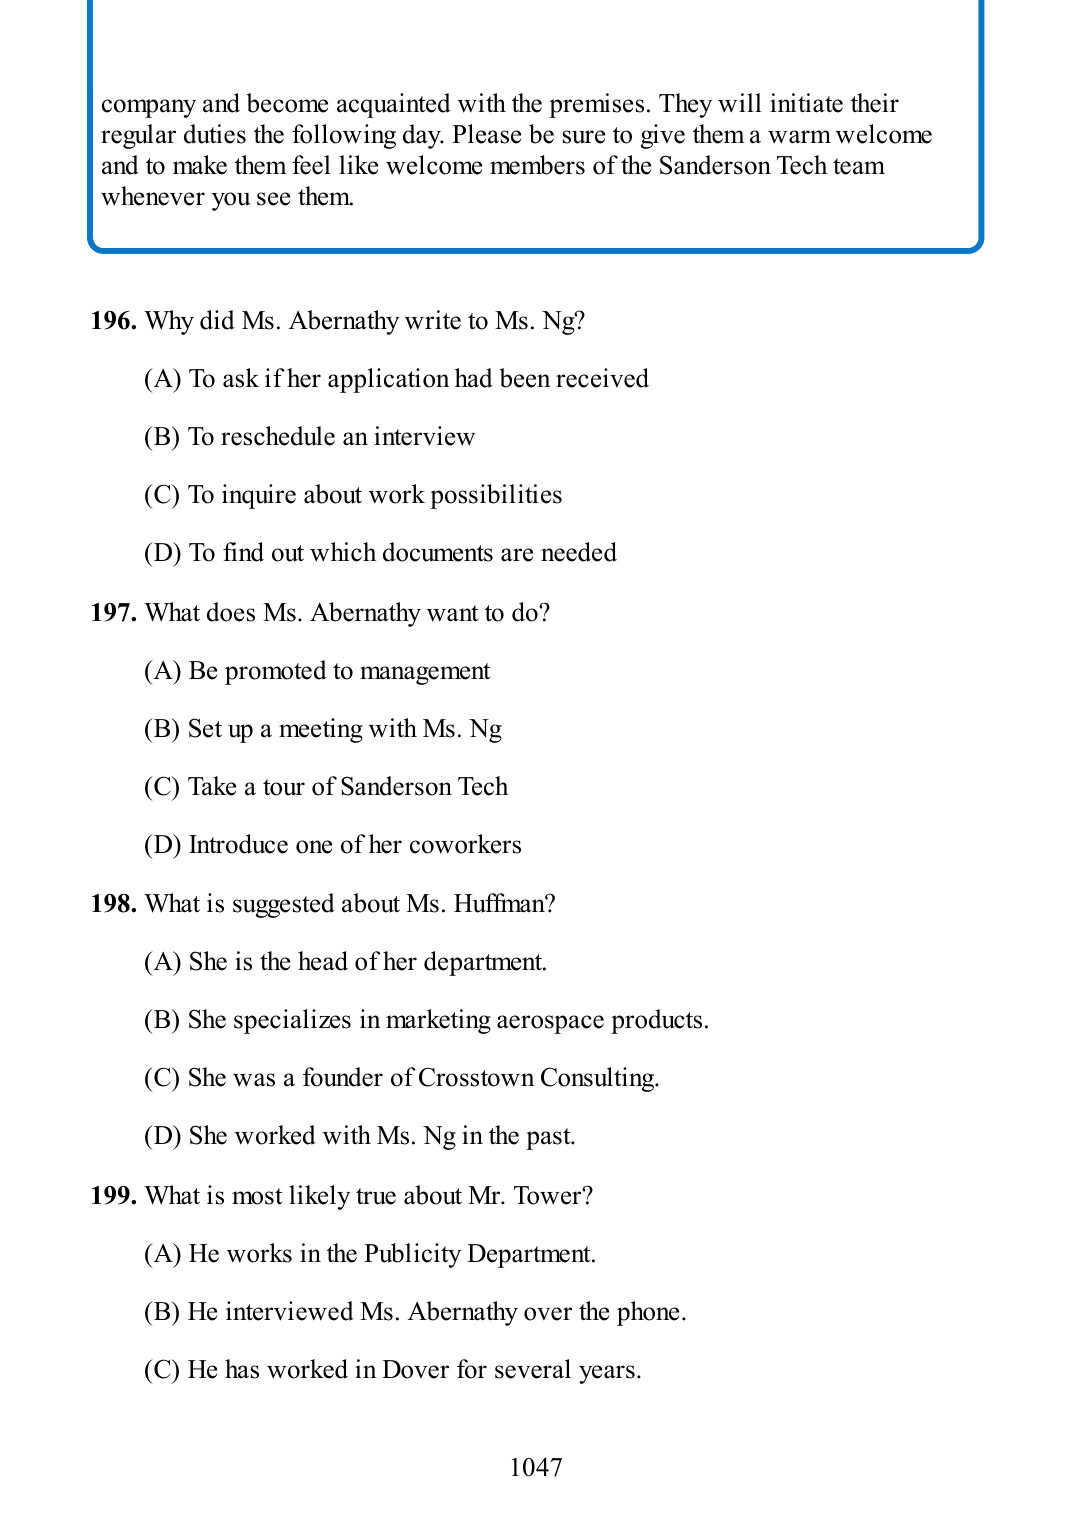 company and become acquainted with the premises. They will initiate their
regular duties the following day. Please be sure to give them a warm welcome
and to make them feel like welcome members of the Sanderson Tech team
whenever you see them.
196. Why did Ms. Abernathy write to Ms. Ng?
(A) To ask if her application had been received
(B) To reschedule an interview
(C) To inquire about work possibilities
(D) To find out which documents are needed
197. What does Ms. Abernathy want to do?
(A) Be promoted to management
(B) Set up a meeting with Ms. Ng
(C) Take a tour of Sanderson Tech
(D) Introduce one of her coworkers
198. What is suggested about Ms. Huffman?
(A) She is the head of her department.
(B) She specializes in marketing aerospace products.
(C) She was a founder of Crosstown Consulting.
(D) She worked with Ms. Ng in the past.
199. What is most likely true about Mr. Tower?
(A) He works in the Publicity Department.
(B) He interviewed Ms. Abernathy over the phone.
(C) He has worked in Dover for several years.
1047